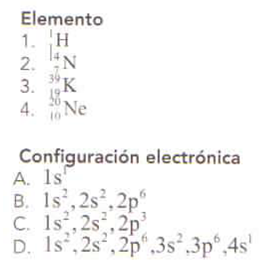 Elemento
1. ¹H
2. ¹⁴₇N
3. ³⁹₁₉K
4. ²⁰₁₀Ne
Configuración electrónica
A. 1s¹
B. 1s², 2s², 2p⁶
C. 1s², 2s², 2p³
D. 1s², 2s², 2p⁶, 3s², 3p⁶, 4s¹